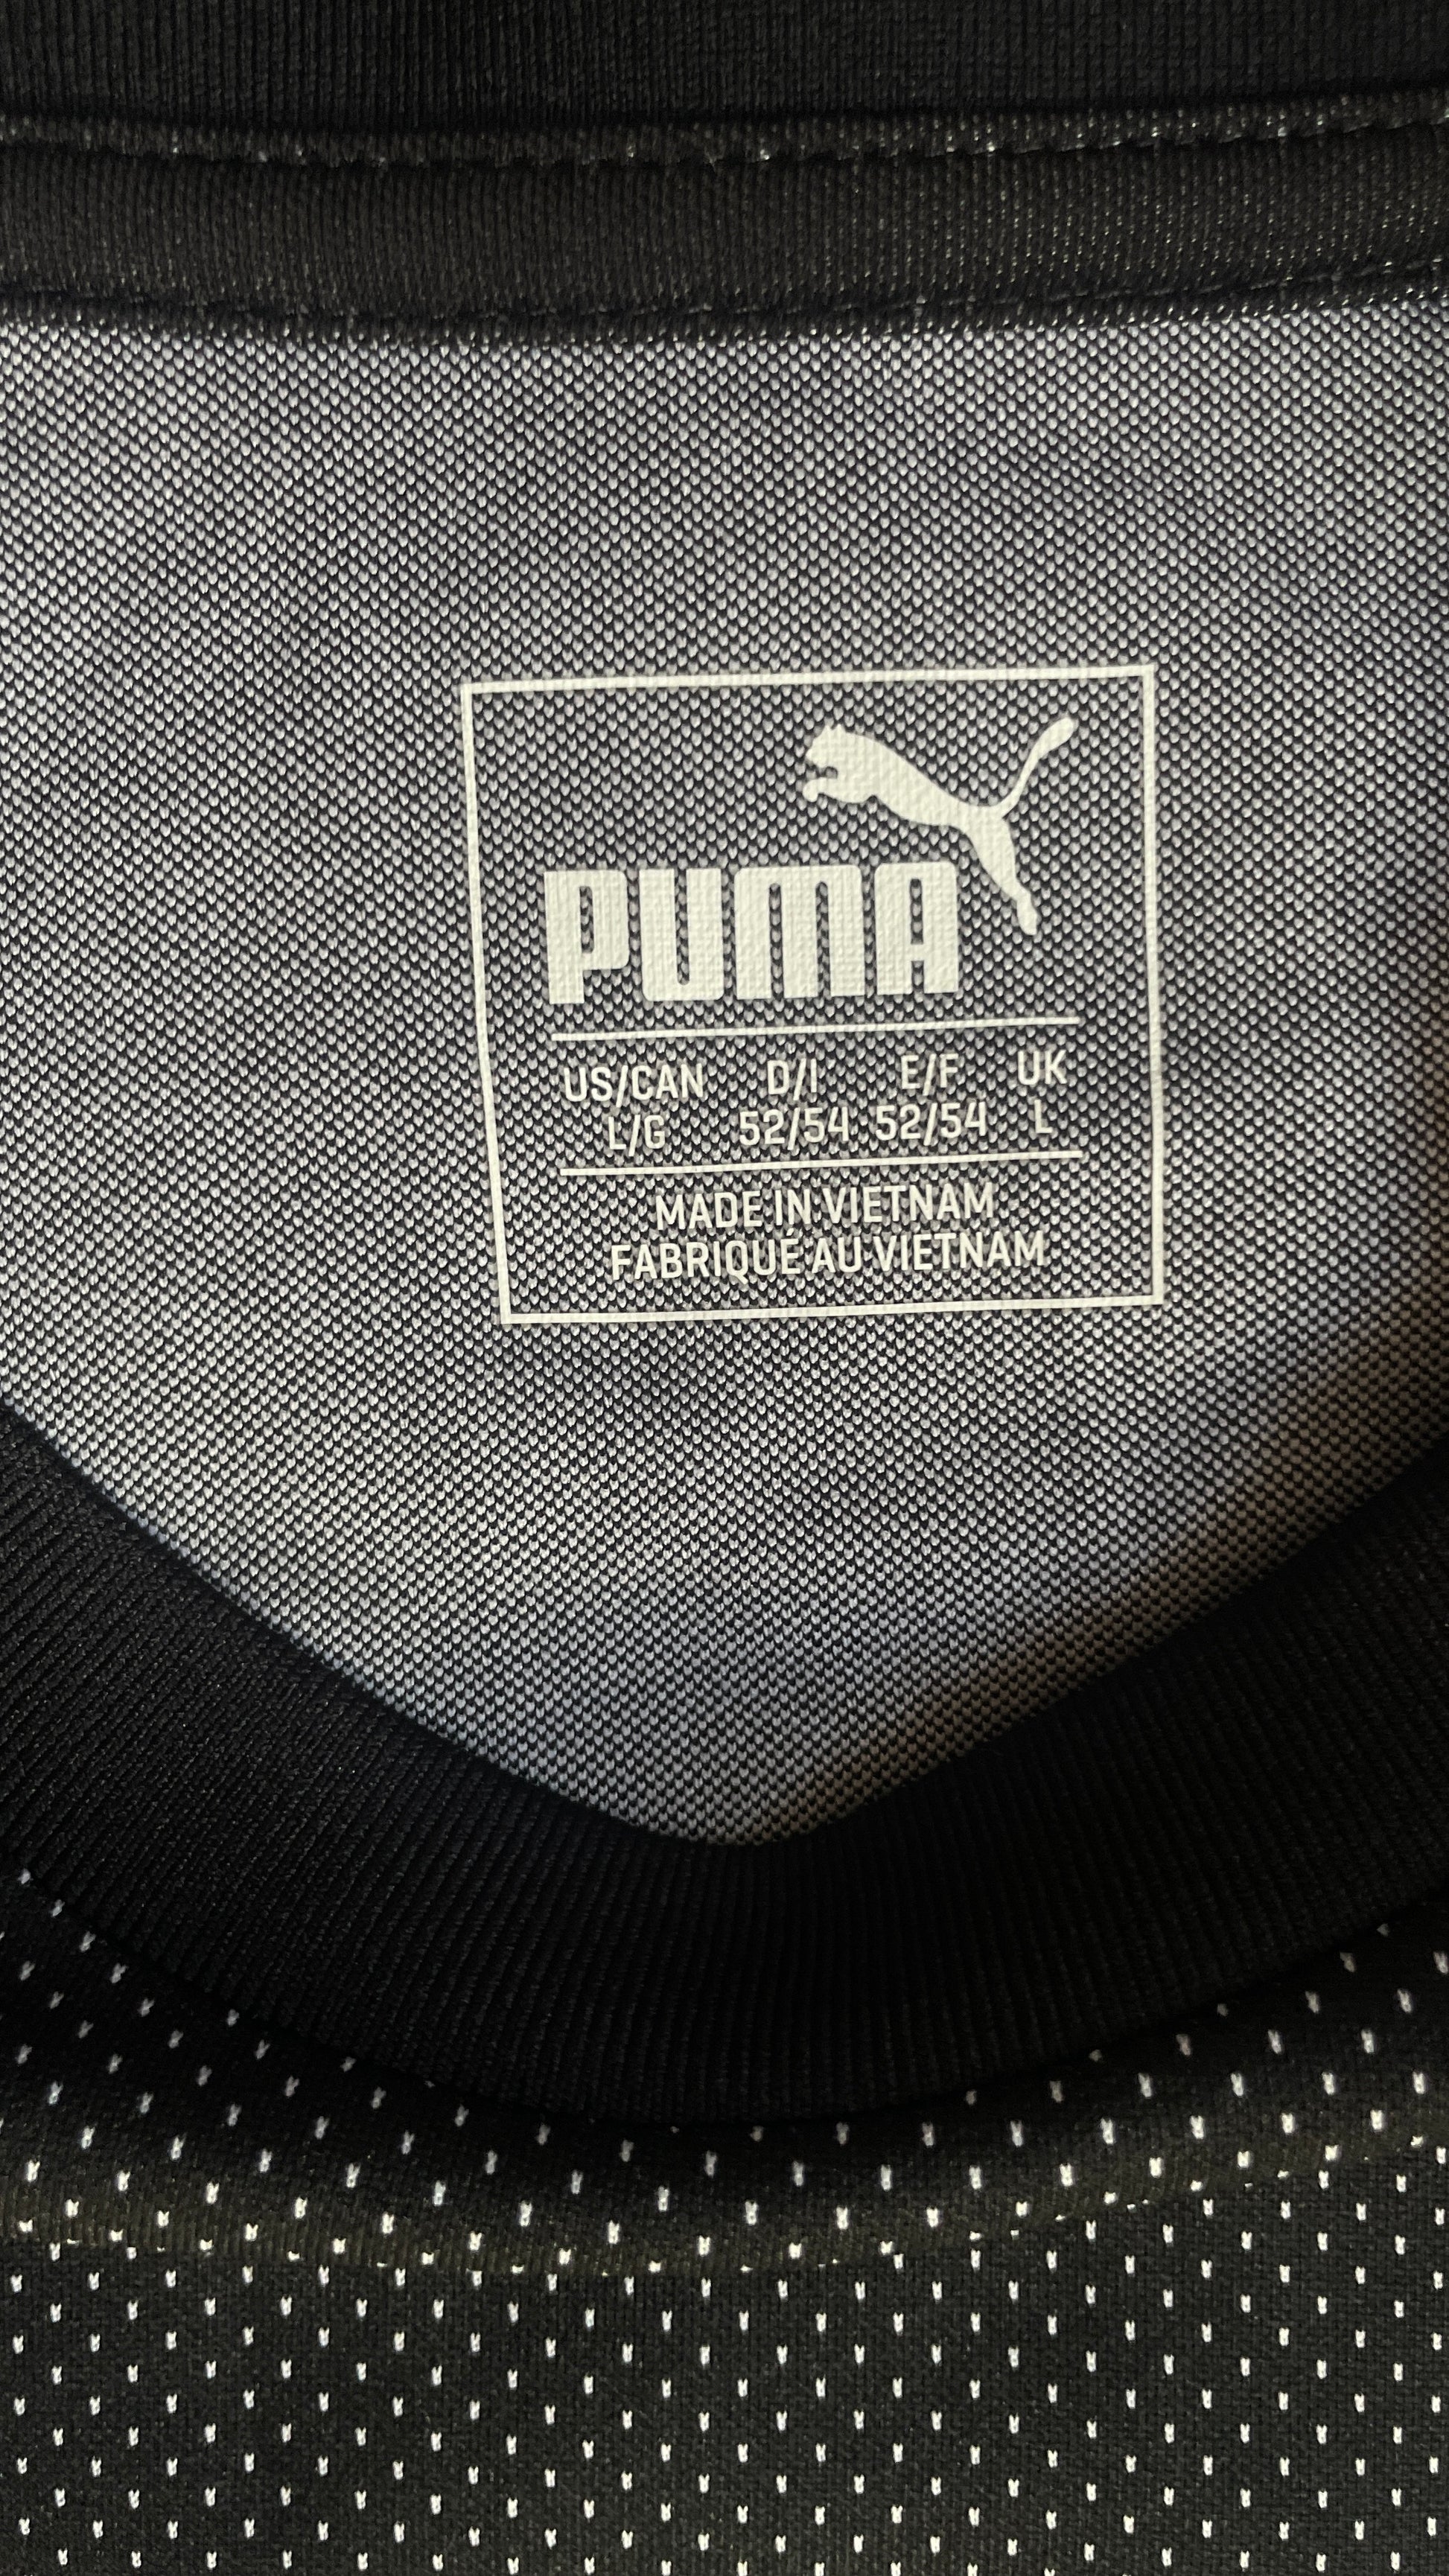 PUMA
US/CAN D/I E/F UK
L/G 52/54 52/54 L
MADE IN VIETNAM
FABRIQUÉ AU VIETNAM